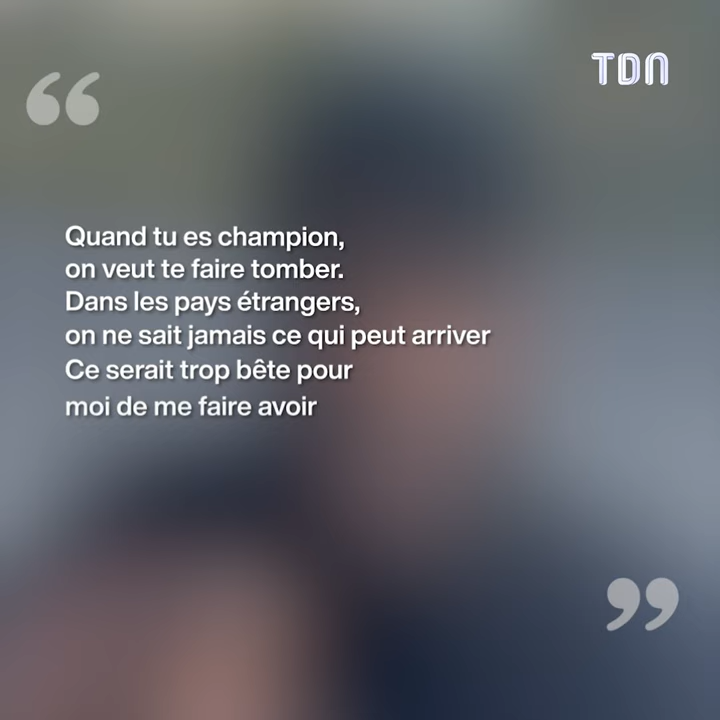 TDN
“
Quand tu es champion,
on veut te faire tomber.
Dans les pays étrangers,
on ne sait jamais ce qui peut arriver
Ce serait trop bête pour
moi de me faire avoir
”